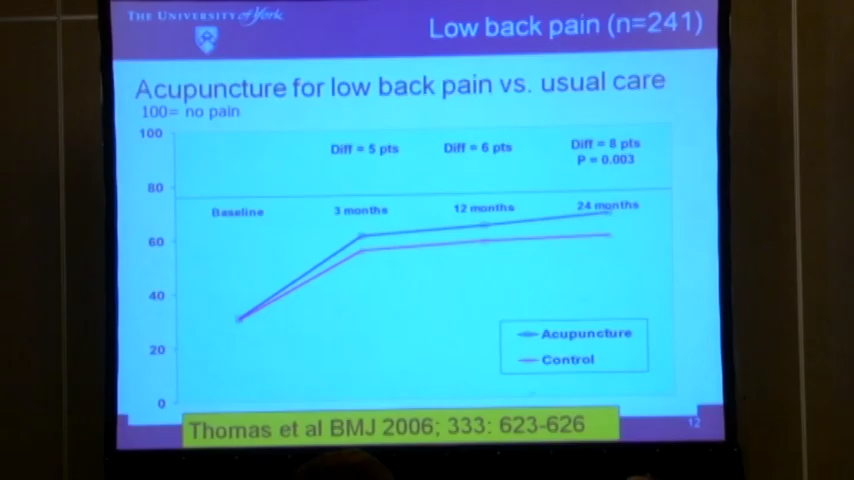 THE UNIVERSITY of York
Low back pain (n=241)
Acupuncture for low back pain vs. usual care
100= no pain
100
80
60
40
20
0
Diff = 5 pts
Diff = 6 pts
Diff = 8 pts
P = 0.003
Baseline
3 months
12 months
24 months
Acupuncture
Control
Thomas et al BMJ 2006; 333: 623-626
12